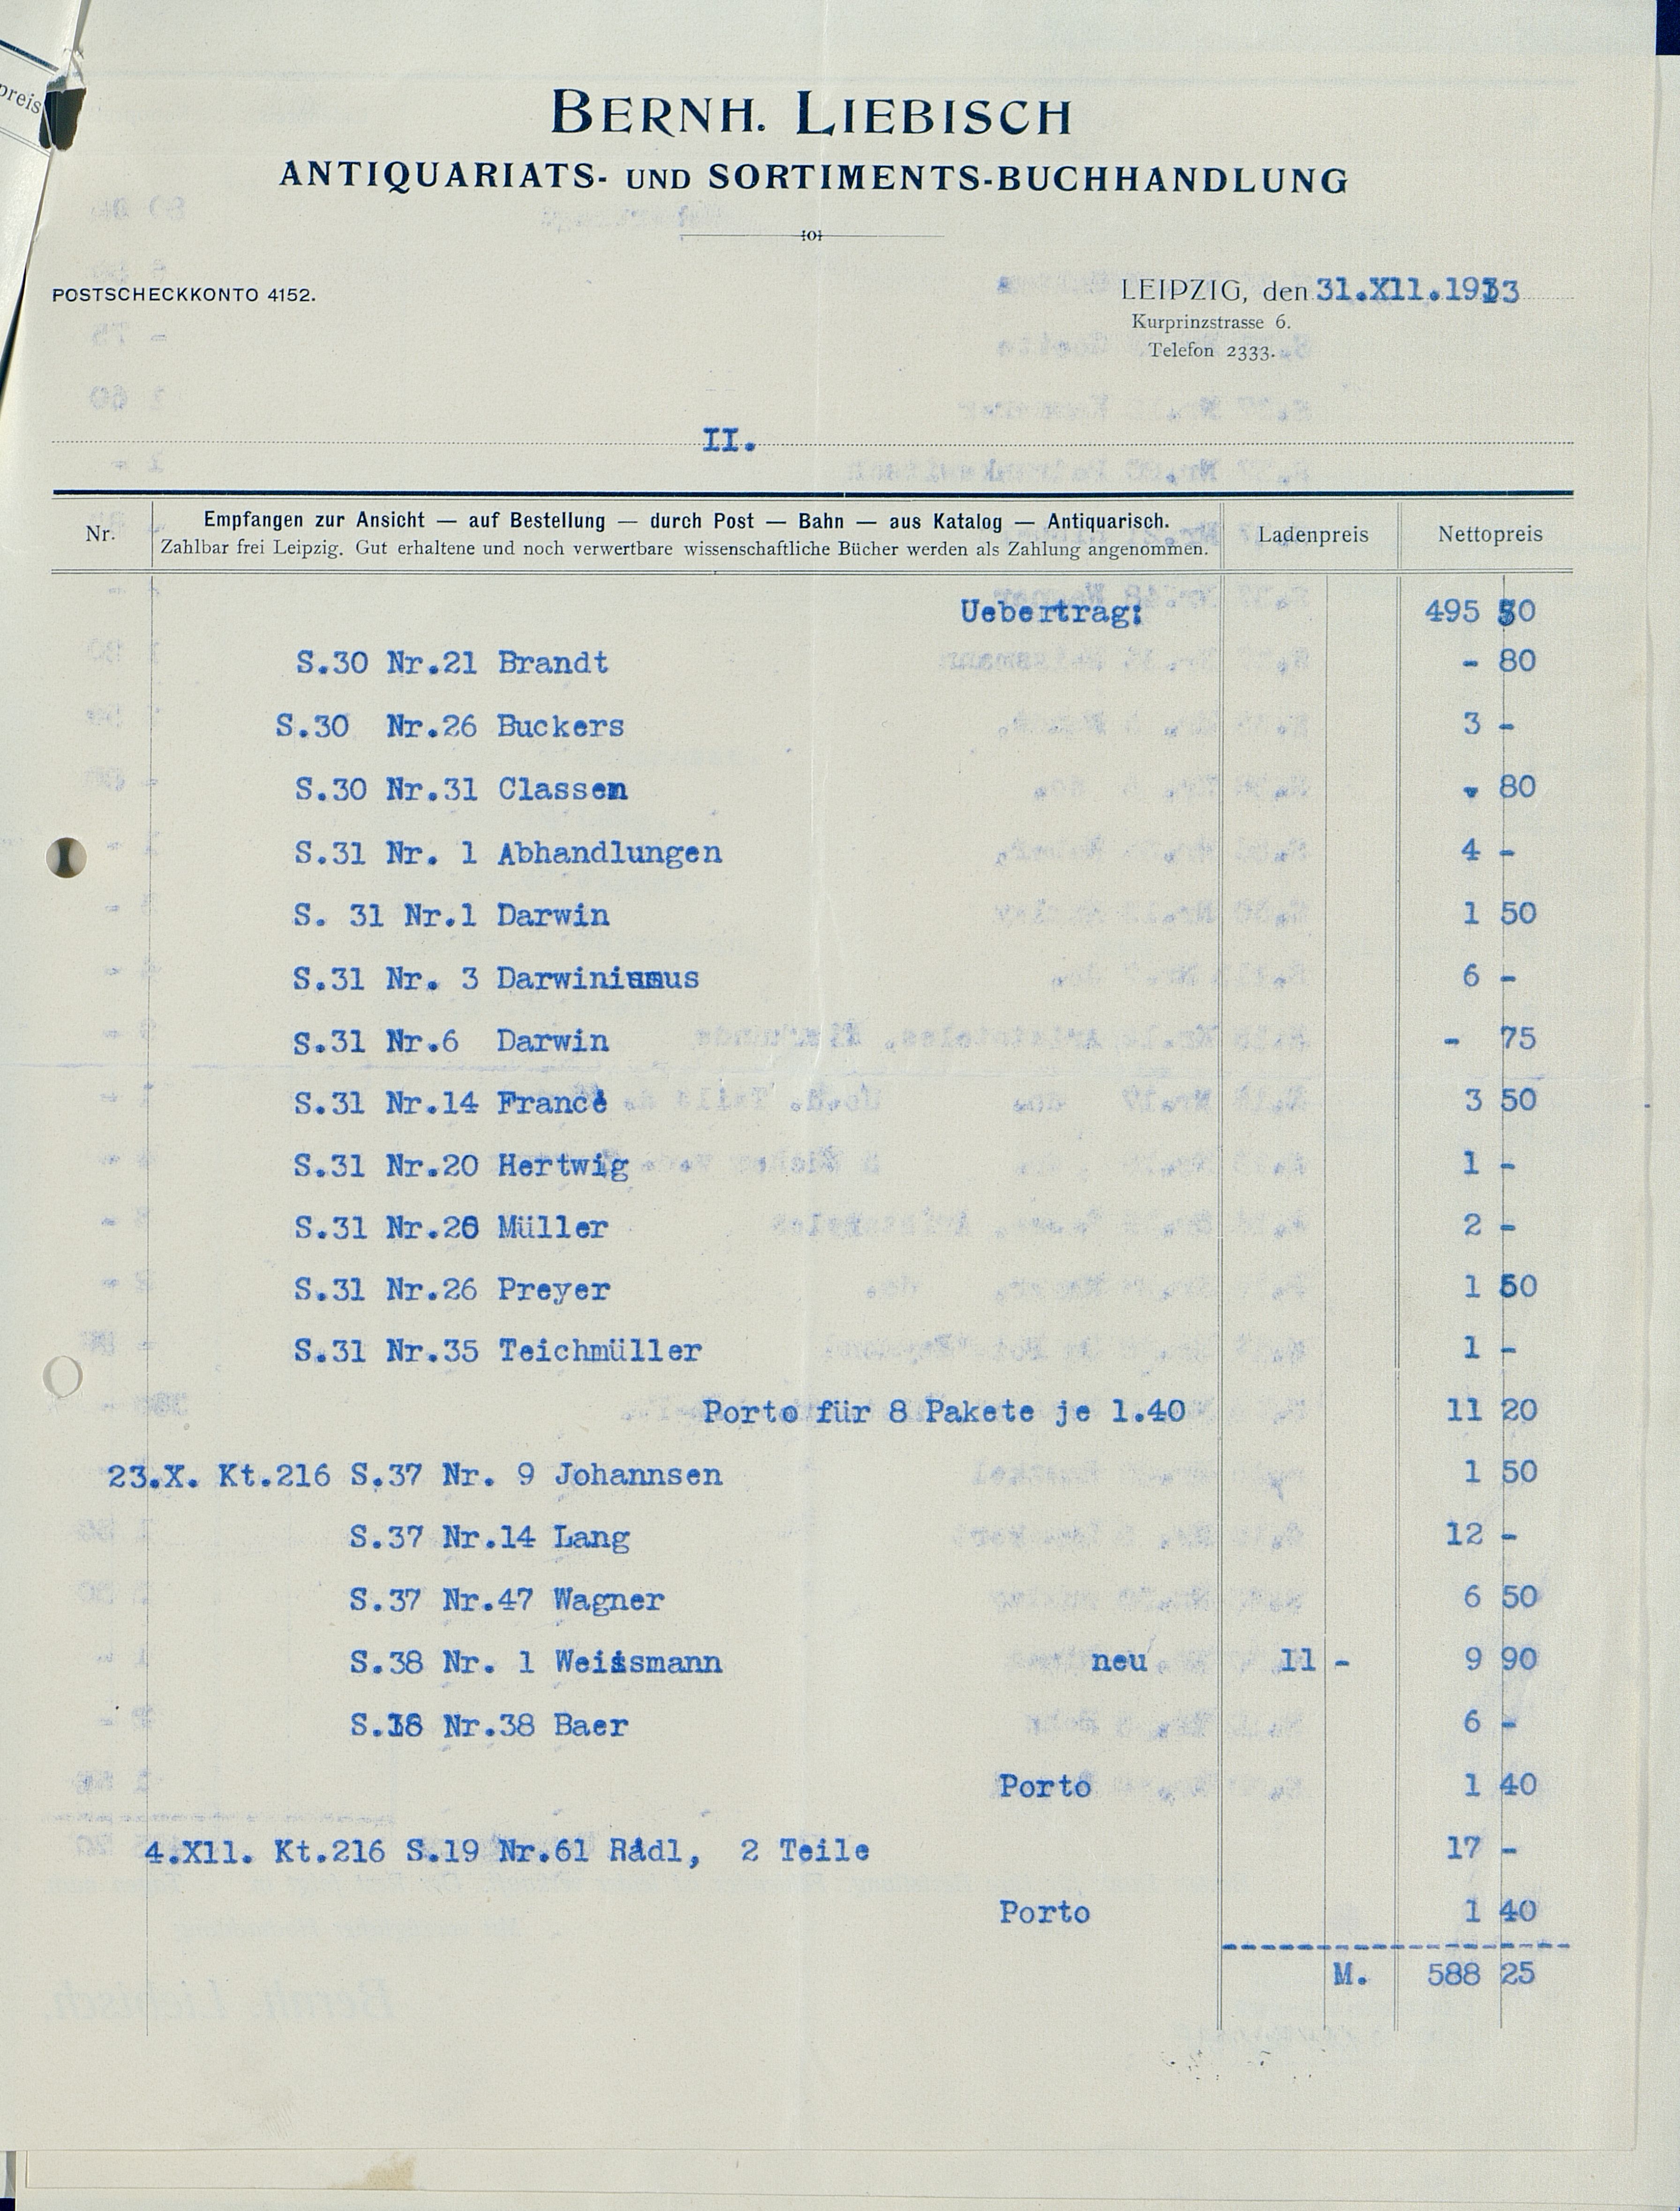 preis
BERNH. LIEBISCH
ANTIQUARIATS- UND SORTIMENTS-BUCHHANDLUNG
POSTSCHECKKONTO 4152.
LEIPZIG, den 31.XII.1913
Kurprinzstrasse 6.
Telefon 2333.
II.
Nr. Empfangen zur Ansicht — auf Bestellung — durch Post — Bahn — aus Katalog — Antiquarisch. Ladenpreis Nettopreis
Zahlbar frei Leipzig. Gut erhaltene und noch verwertbare wissenschaftliche Bücher werden als Zahlung angenommen.
Uebertrag: 495 50
S.30 Nr.21 Brandt - 80
S.30 Nr.26 Buckers 3 -
S.30 Nr.31 Classen - 80
S.31 Nr. 1 Abhandlungen 4 -
S. 31 Nr.1 Darwin 1 50
S.31 Nr. 3 Darwinismus 6 -
S.31 Nr.6 Darwin - 75
S.31 Nr.14 Francé 3 50
S.31 Nr.20 Hertwig 1 -
S.31 Müller 2 -
S.31 Nr.26 Preyer 1 50
S.31 Nr.35 Teichmüller 1 -
Porto für 8 Pakete je 1.40 11 20
23.X. Kt.216 S.37 Nr. 9 Johannsen 1 50
S.37 Nr.14 Lang 12 -
S.37 Nr.47 Wagner 6 50
S.38 Nr. 1 Weissmann neu 11 - 9 90
S.18 Nr.38 Baer 6 -
Porto 1 40
4.X11. Kt.216 S.19 Nr.61 Rádl, 2 Teile 17 -
Porto 1 40
M. 588 25